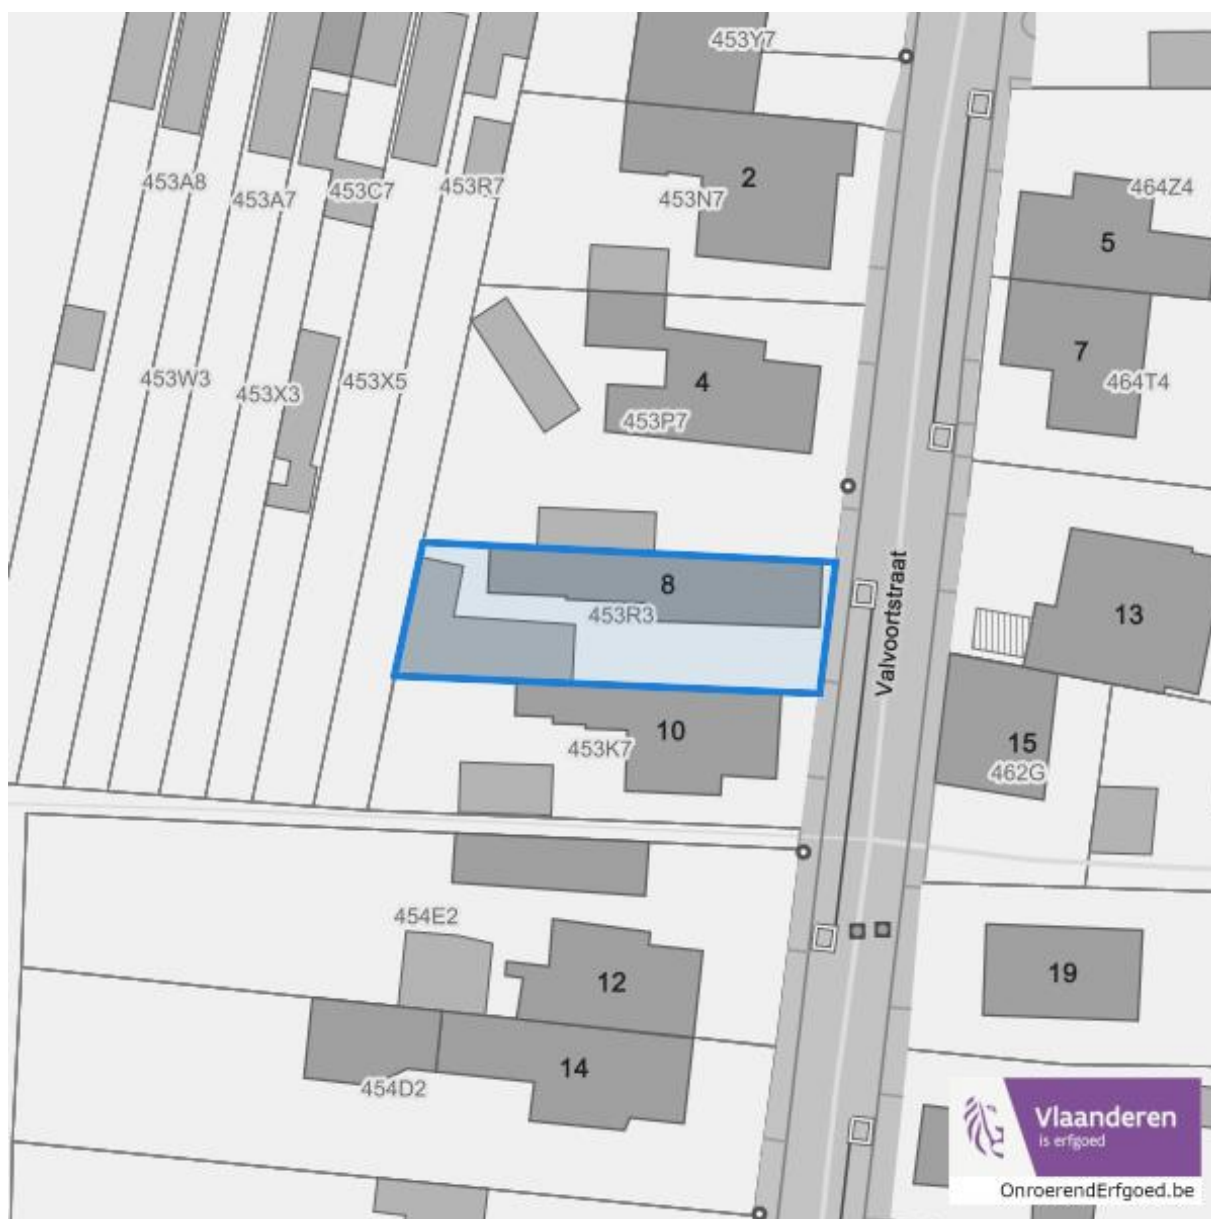 453Y7
2
453A8
453A7
453C7
453R7
453N7
464Z4
5
7
464T4
453W3
453X3
453X5
4
453P7
8
453R3
Valvoortstraat
13
10
453K7
15
462G
454E2
12
19
14
454D2
Vlaanderen
is erfgoed
OnroerendErfgoed.be